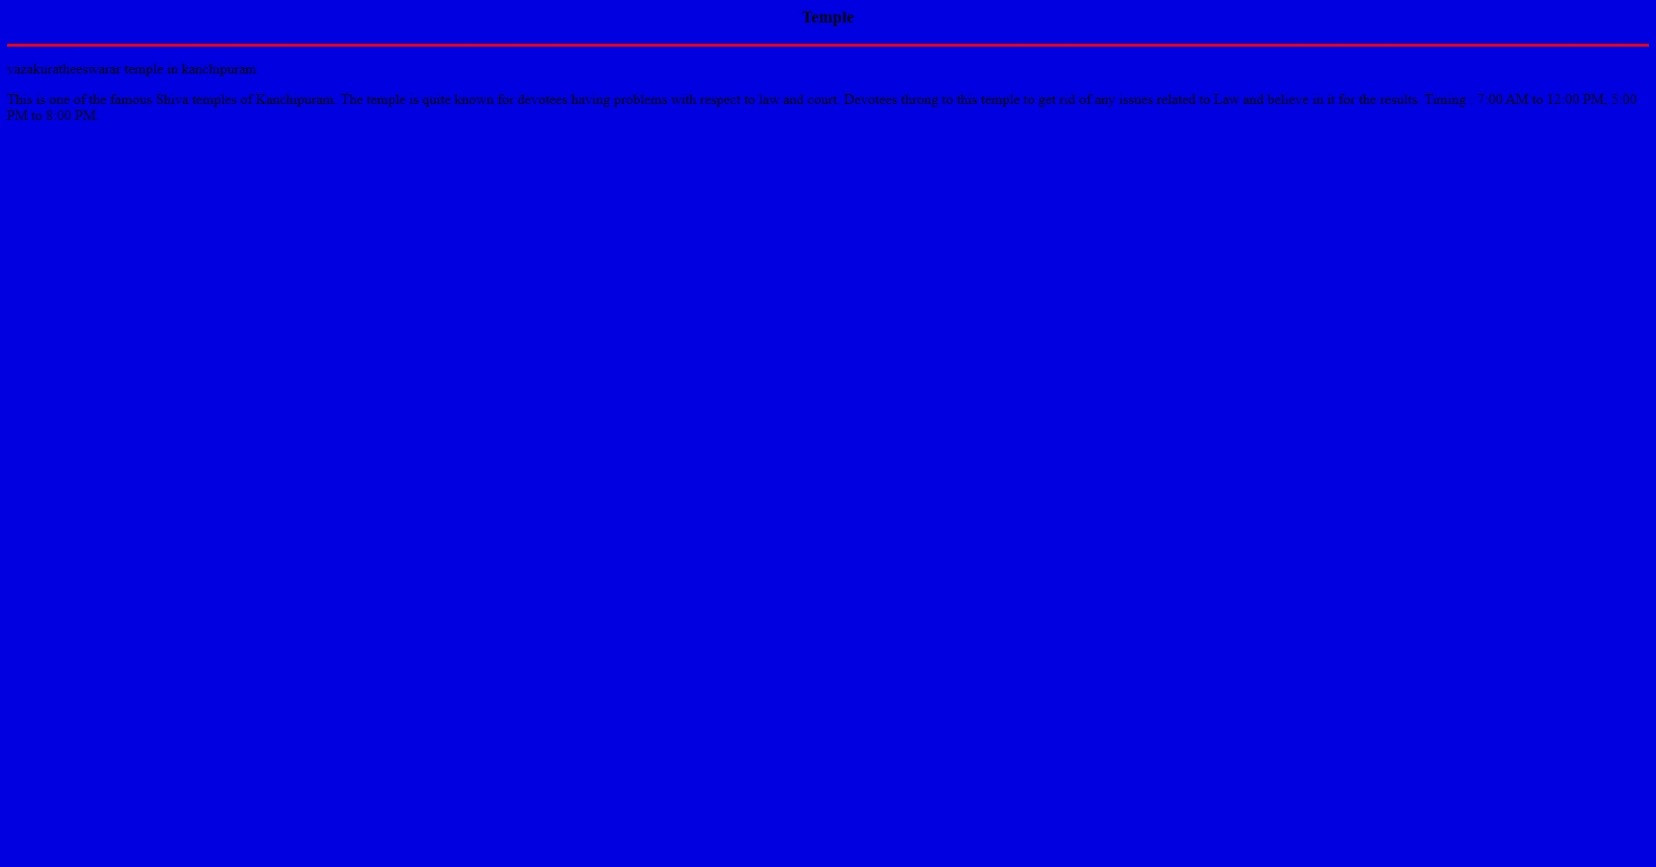 Temple
vazakuratheeswarar temple in kanchipuram
This is one of the famous Shiva temples of Kanchipuram. The temple is quite known for devotees having problems with respect to law and court. Devotees throng to this temple to get rid of any issues related to Law and believe in it for the results. Timing : 7:00 AM to 12:00 PM, 5:00
PM to 8:00 PM